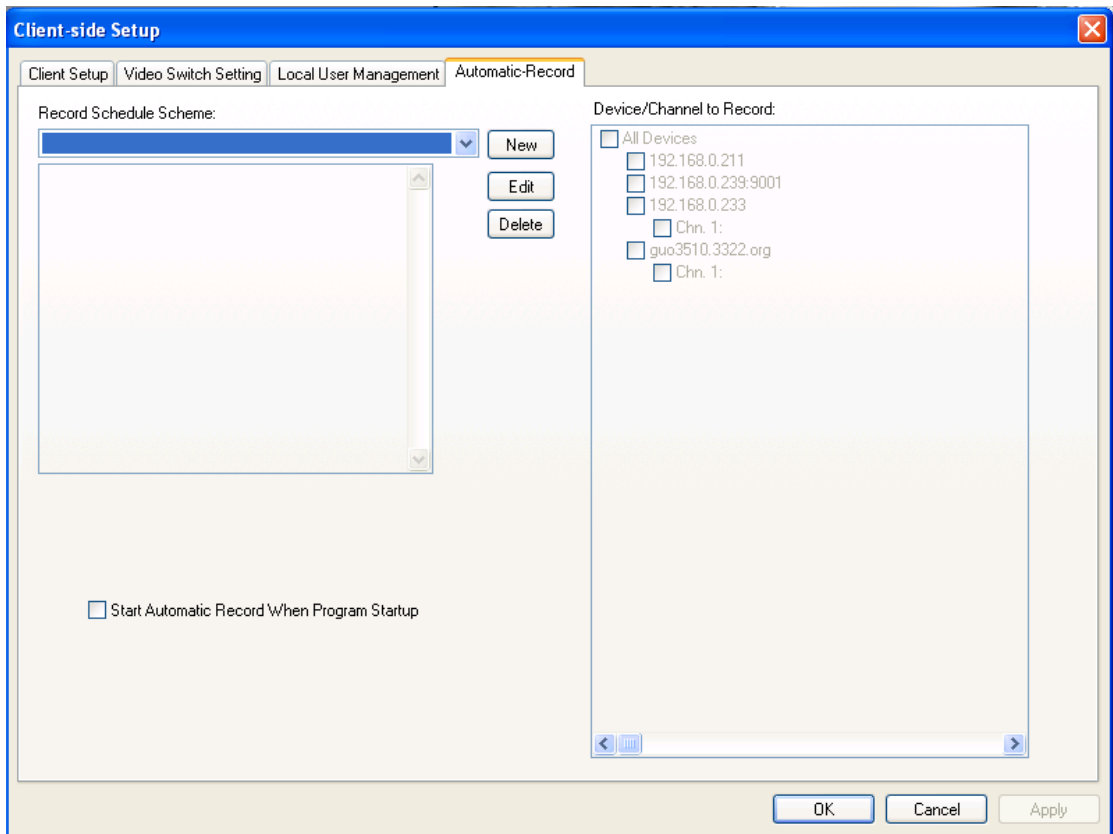 Client-side Setup
Client Setup Video Switch Setting Local User Management Automatic-Record
Record Schedule Scheme:
New
Edit
Delete
Start Automatic Record When Program Startup
Device/Channel to Record:
All Devices
192.168.0.211
192.168.0.239:9001
192.168.0.233
Chn. 1:
guo3510.3322.org
Chn. 1:
OK Cancel Apply